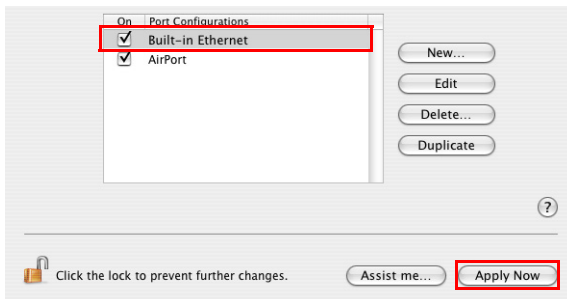 On Port Configurations
Built-in Ethernet
AirPort
New...
Edit
Delete...
Duplicate
?
Click the lock to prevent further changes.
Assist me...
Apply Now